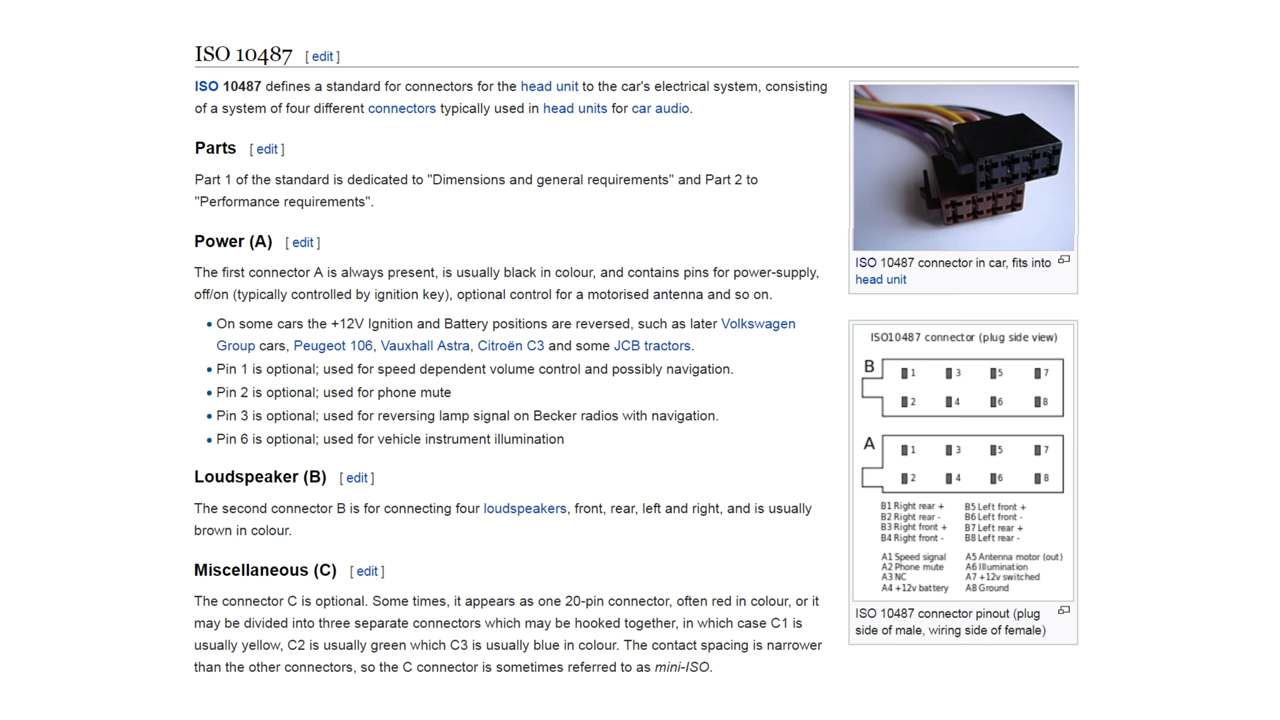 ISO 10487 [ edit ]
ISO 10487 defines a standard for connectors for the head unit to the car's electrical system, consisting
of a system of four different connectors typically used in head units for car audio.
Parts [ edit ]
Part 1 of the standard is dedicated to "Dimensions and general requirements" and Part 2 to
"Performance requirements".
Power (A) [ edit ]
The first connector A is always present, is usually black in colour, and contains pins for power-supply,
off/on (typically controlled by ignition key), optional control for a motorised antenna and so on.
• On some cars the +12V Ignition and Battery positions are reversed, such as later Volkswagen
Group cars, Peugeot 106, Vauxhall Astra, Citroën C3 and some JCB tractors.
• Pin 1 is optional; used for speed dependent volume control and possibly navigation.
• Pin 2 is optional; used for phone mute
• Pin 3 is optional; used for reversing lamp signal on Becker radios with navigation.
• Pin 6 is optional; used for vehicle instrument illumination
Loudspeaker (B) [ edit ]
The second connector B is for connecting four loudspeakers, front, rear, left and right, and is usually
brown in colour.
Miscellaneous (C) [ edit ]
The connector C is optional. Some times, it appears as one 20-pin connector, often red in colour, or it
may be divided into three separate connectors which may be hooked together, in which case C1 is
usually yellow, C2 is usually green which C3 is usually blue in colour. The contact spacing is narrower
than the other connectors, so the C connector is sometimes referred to as mini-ISO.
ISO 10487 connector in car, fits into
head unit
ISO10487 connector (plug side view)
B
1 3 5 7
2 4 6 8
A
1 3 5 7
2 4 6 8
B1 Right rear + B5 Left front +
B2 Right rear - B6 Left front -
B3 Right front + B7 Left rear +
B4 Right front - B8 Left rear -
A1 Speed signal A5 Antenna motor (out)
A2 Phone mute A6 Illumination
A3 NC A7 +12v switched
A4 +12v battery A8 Ground
ISO 10487 connector pinout (plug
side of male, wiring side of female)